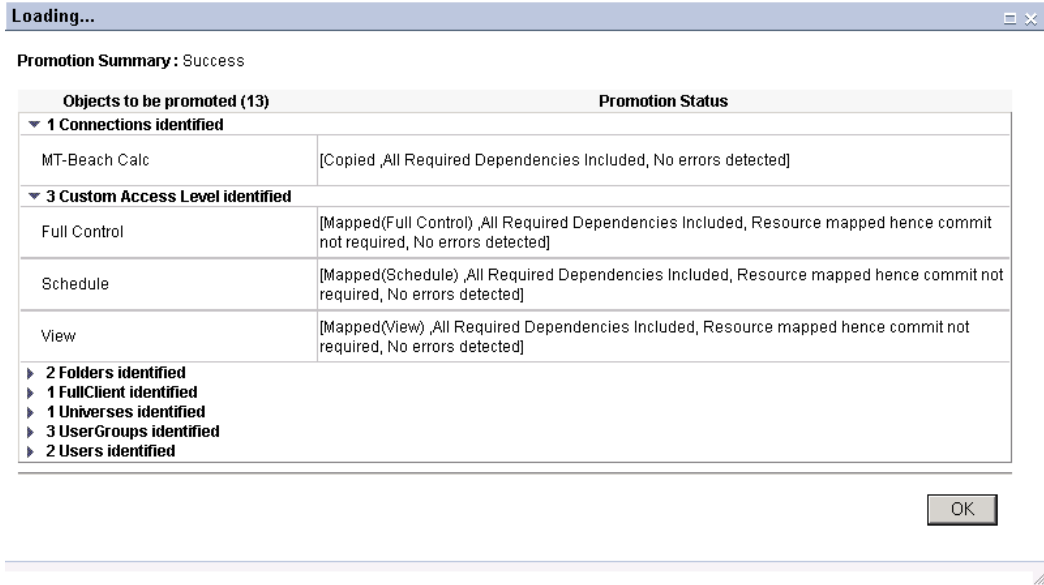 Loading...
Promotion Summary : Success
Objects to be promoted (13) Promotion Status
1 Connections identified
MT-Beach Calc [Copied ,All Required Dependencies Included, No errors detected]
3 Custom Access Level identified
Full Control [Mapped(Full Control) ,All Required Dependencies Included, Resource mapped hence commit
not required, No errors detected]
Schedule [Mapped(Schedule) ,All Required Dependencies Included, Resource mapped hence commit not
required, No errors detected]
View [Mapped(View) ,All Required Dependencies Included, Resource mapped hence commit not
required, No errors detected]
2 Folders identified
1 FullClient identified
1 Universes identified
3 UserGroups identified
2 Users identified
OK